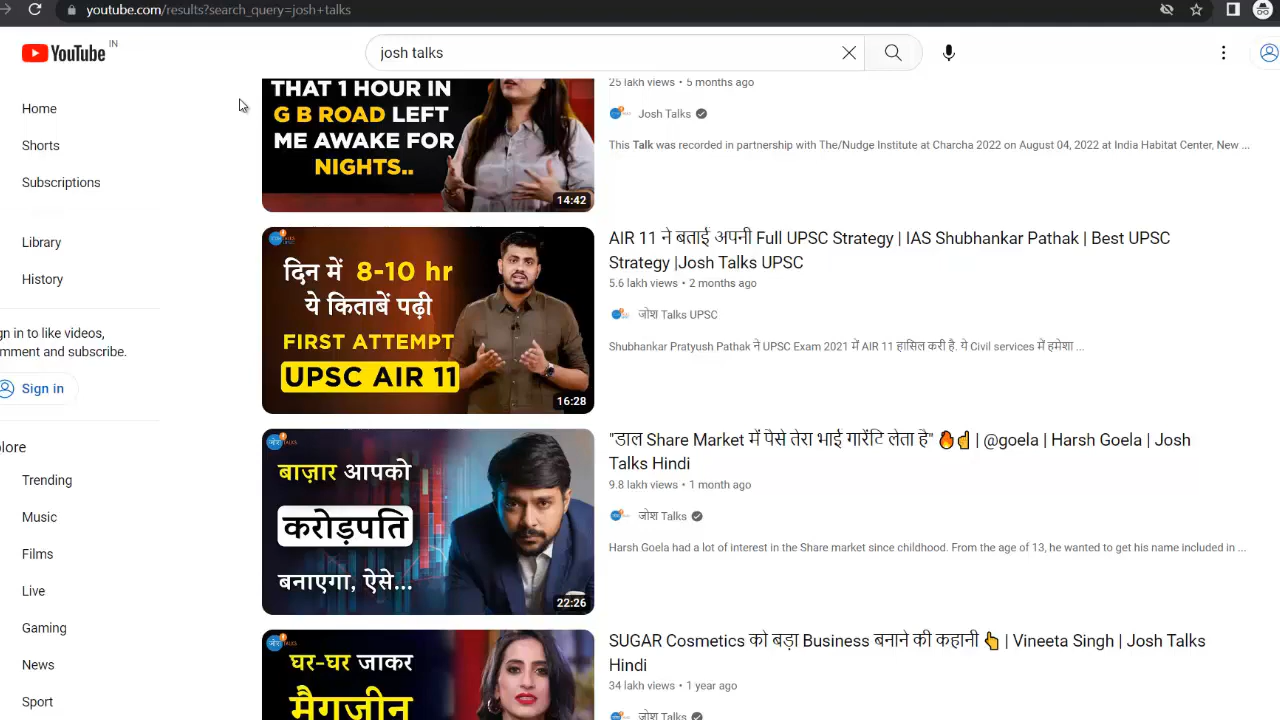 youtube.com/results?search_query=josh+talks
YouTube IN
josh talks
Home
Shorts
Subscriptions
Library
History
gn in to like videos,
mment and subscribe.
Sign in
lore
Trending
Music
Films
Live
Gaming
News
Sport
THAT 1 HOUR IN
G B ROAD LEFT
ME AWAKE FOR
NIGHTS..
14:42
25 lakh views • 5 months ago
Josh Talks
This Talk was recorded in partnership with The/Nudge Institute at Charcha 2022 on August 04, 2022 at India Habitat Center, New ...
दिन में 8-10 hr
ये किताबें पढ़ी
FIRST ATTEMPT
UPSC AIR 11
16:28
AIR 11 ने बताई अपनी Full UPSC Strategy | IAS Shubhankar Pathak | Best UPSC
Strategy |Josh Talks UPSC
5.6 lakh views • 2 months ago
जोश Talks UPSC
Shubhankar Pratyush Pathak ने UPSC Exam 2021 में AIR 11 हासिल करी है. ये Civil services में हमेशा ...
जोश TALKS
बाज़ार आपको
करोड़पति
बनाएगा, ऐसे...
22:26
"डाल Share Market में पैसे तेरा भाई गारेंटि लेता है" 🔥☝️ | @goela | Harsh Goela | Josh
Talks Hindi
9.8 lakh views • 1 month ago
जोश Talks
Harsh Goela had a lot of interest in the Share market since childhood. From the age of 13, he wanted to get his name included in ...
जोश TALKS
घर-घर जाकर
मैगज़ीन
SUGAR Cosmetics को बड़ा Business बनाने की कहानी 👆 | Vineeta Singh | Josh Talks
Hindi
34 lakh views • 1 year ago
जोश Talks